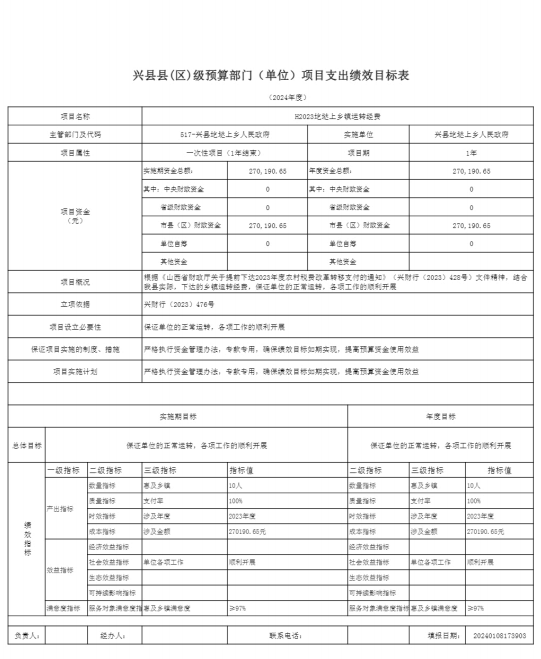 兴县县(区)级预算部门（单位）项目支出绩效目标表
（2024年度）
项目名称 H2023圪垯上乡镇运转经费
主管部门及代码 517-兴县圪垯上乡人民政府 实施单位 兴县圪垯上乡人民政府
项目属性 一次性项目（1年结束） 项目期 1年
项目资金（元） 实施期资金总额: 270,190.65 年度资金总额: 270,190.65
其中：中央财政资金 0 其中：中央财政资金 0
省级财政资金 0 省级财政资金 0
市县（区）财政资金 270,190.65 市县（区）财政资金 270,190.65
单位自筹 0 单位自筹 0
其他资金 其他资金
项目概况 根据《山西省财政厅关于提前下达2023年度农村税费改革转移支付的通知》（兴财行（2023）428号）文件精神，结合
我县实际，下达的乡镇运转经费，保证单位的正常运转，各项工作的顺利开展
立项依据 兴财行（2023）476号
项目设立必要性 保证单位的正常运转，各项工作的顺利开展
保证项目实施的制度、措施 严格执行资金管理办法，专款专用，确保绩效目标如期实现，提高预算资金使用效益
项目实施计划 严格执行资金管理办法，专款专用，确保绩效目标如期实现，提高预算资金使用效益
实施期目标 年度目标
总体目标 保证单位的正常运转，各项工作的顺利开展 保证单位的正常运转，各项工作的顺利开展
绩效指标 一级指标 二级指标 三级指标 指标值 二级指标 三级指标 指标值
产出指标 数量指标 惠及乡镇 10人 数量指标 惠及乡镇 10人
质量指标 支付率 100% 质量指标 支付率 100%
时效指标 涉及年度 2023年度 时效指标 涉及年度 2023年度
成本指标 涉及金额 270190.65元 成本指标 涉及金额 270190.65元
效益指标 经济效益指标 经济效益指标
社会效益指标 单位各项工作 顺利开展 社会效益指标 单位各项工作 顺利开展
生态效益指标 生态效益指标
可持续影响指标 可持续影响指标
满意度指标 服务对象满意度指标 惠及乡镇满意度 ≥97% 服务对象满意度指标 惠及乡镇满意度 ≥97%
负责人： 经办人： 联系电话： 填报日期： 20240108173903